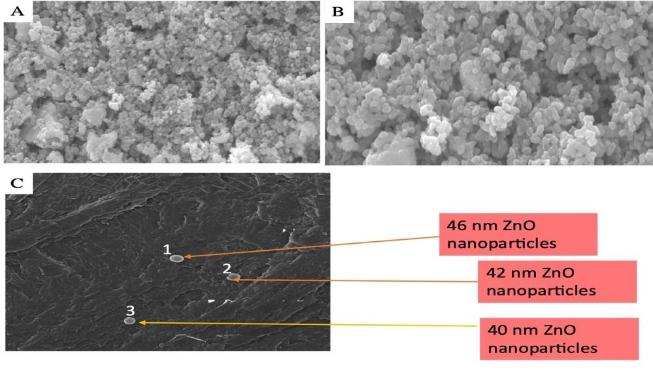 A
B
C
1
2
3
46 nm ZnO
nanoparticles
42 nm ZnO
nanoparticles
40 nm ZnO
nanoparticles